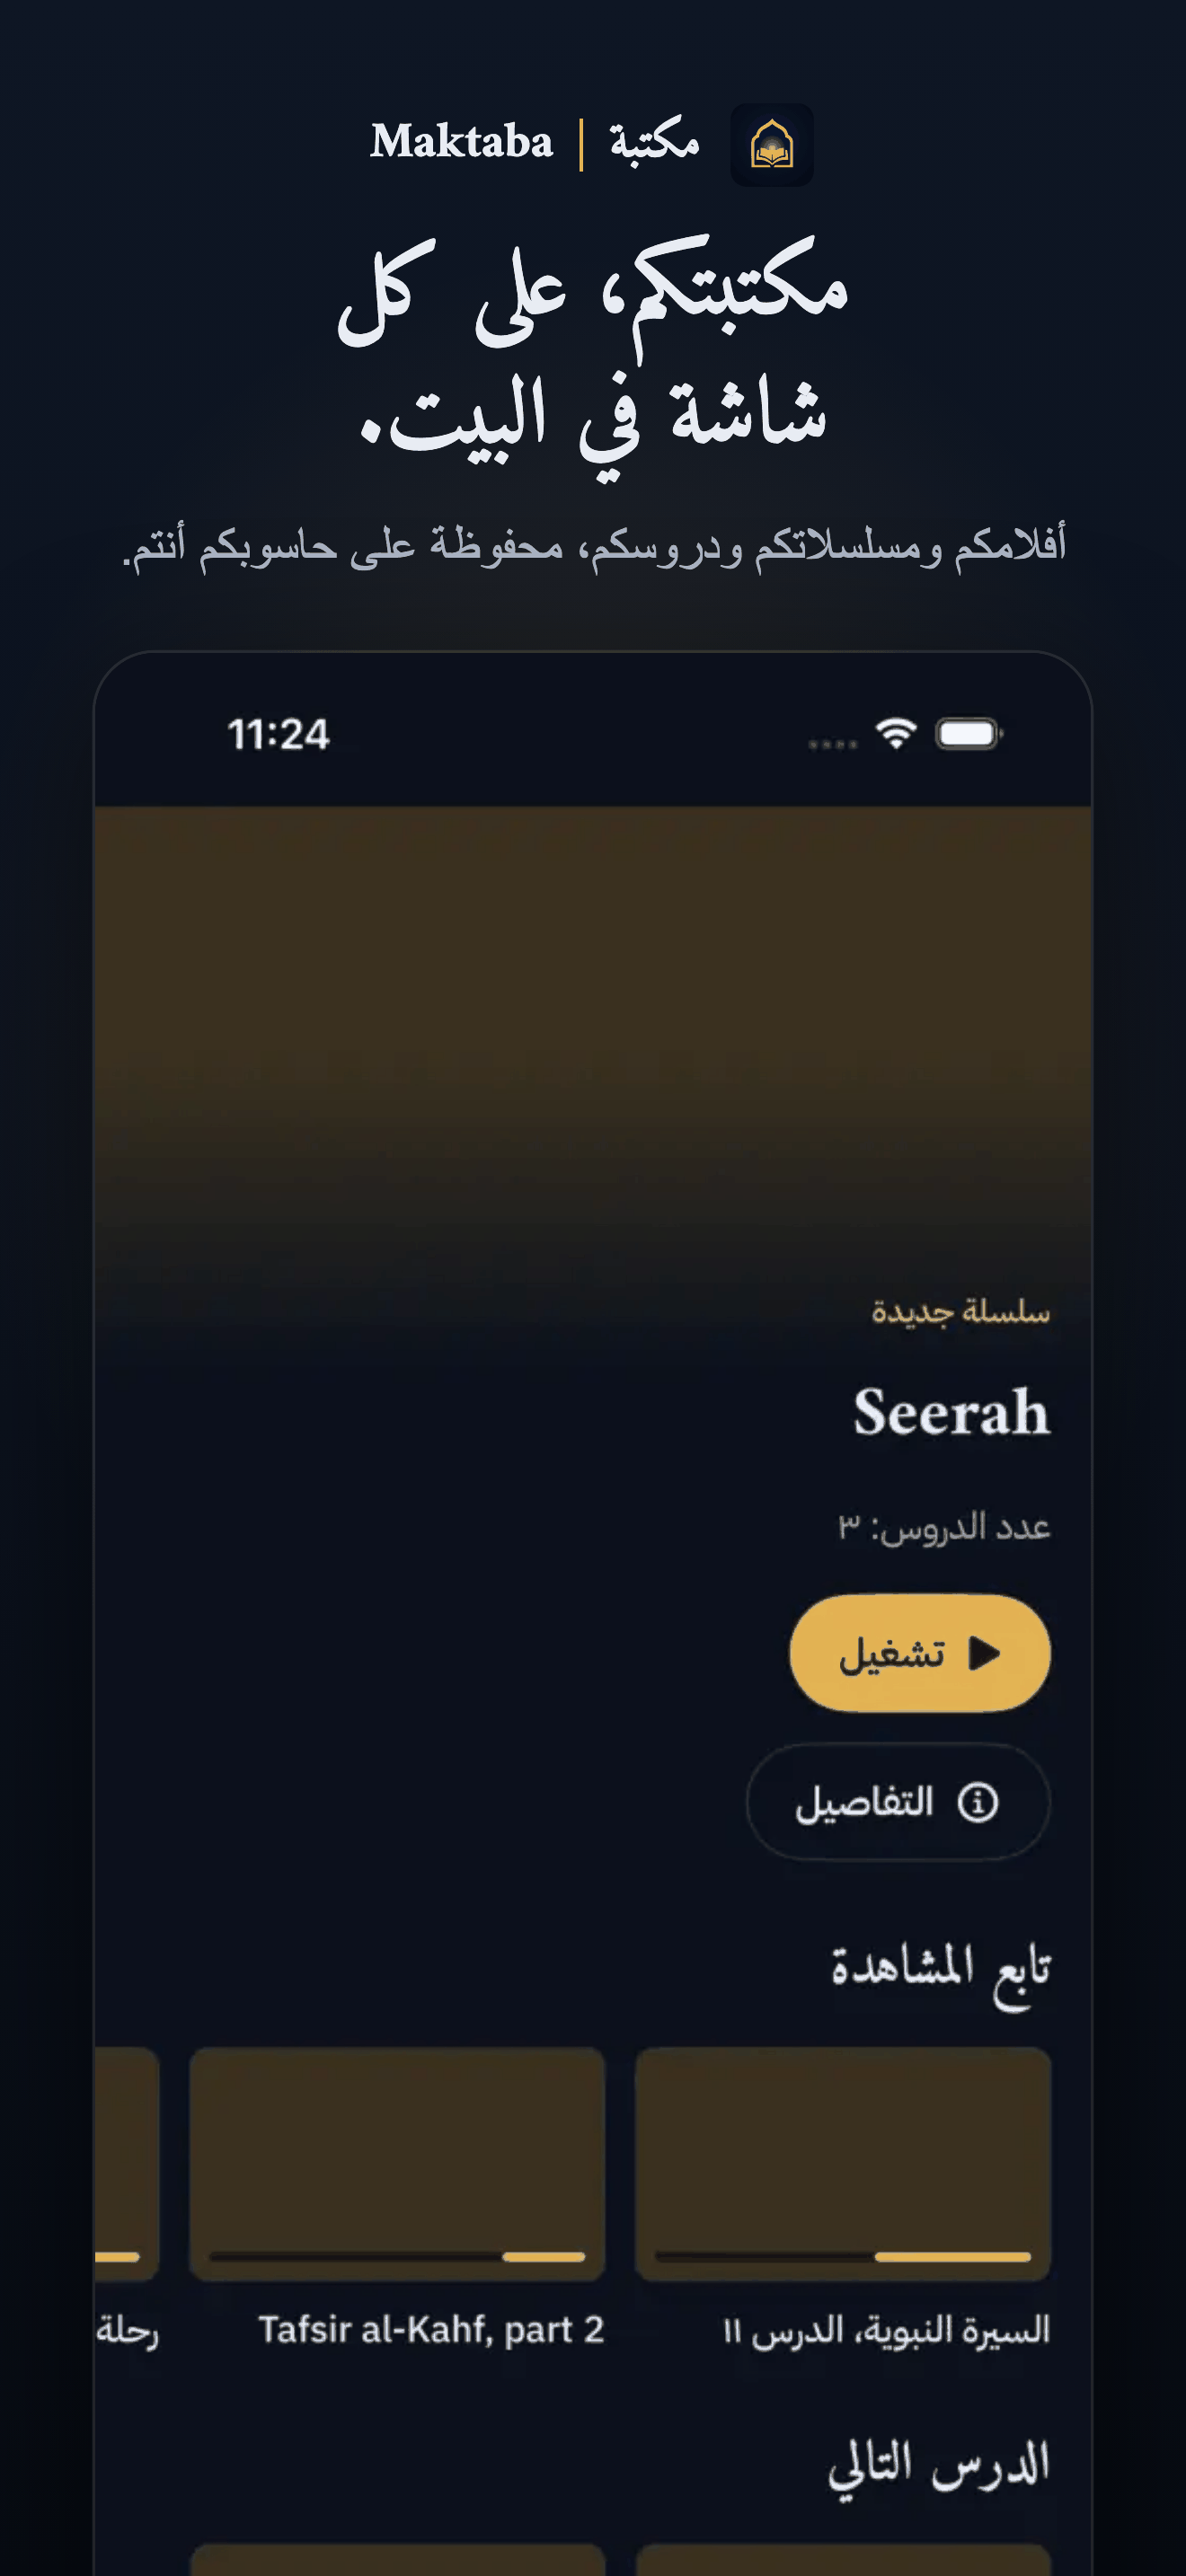 مكتبة | Maktaba
مكتبتكم، على كل
شاشة في البيت.
أفلامكم ومسلسلاتكم ودروسكم، محفوظة على حاسوبكم أنتم.
11:24
سلسلة جديدة
Seerah
عدد الدروس: ٣
تشغيل
التفاصيل
تابع المشاهدة
السيرة النبوية، الدرس ١١
Tafsir al-Kahf, part 2
رحلة
الدرس التالي